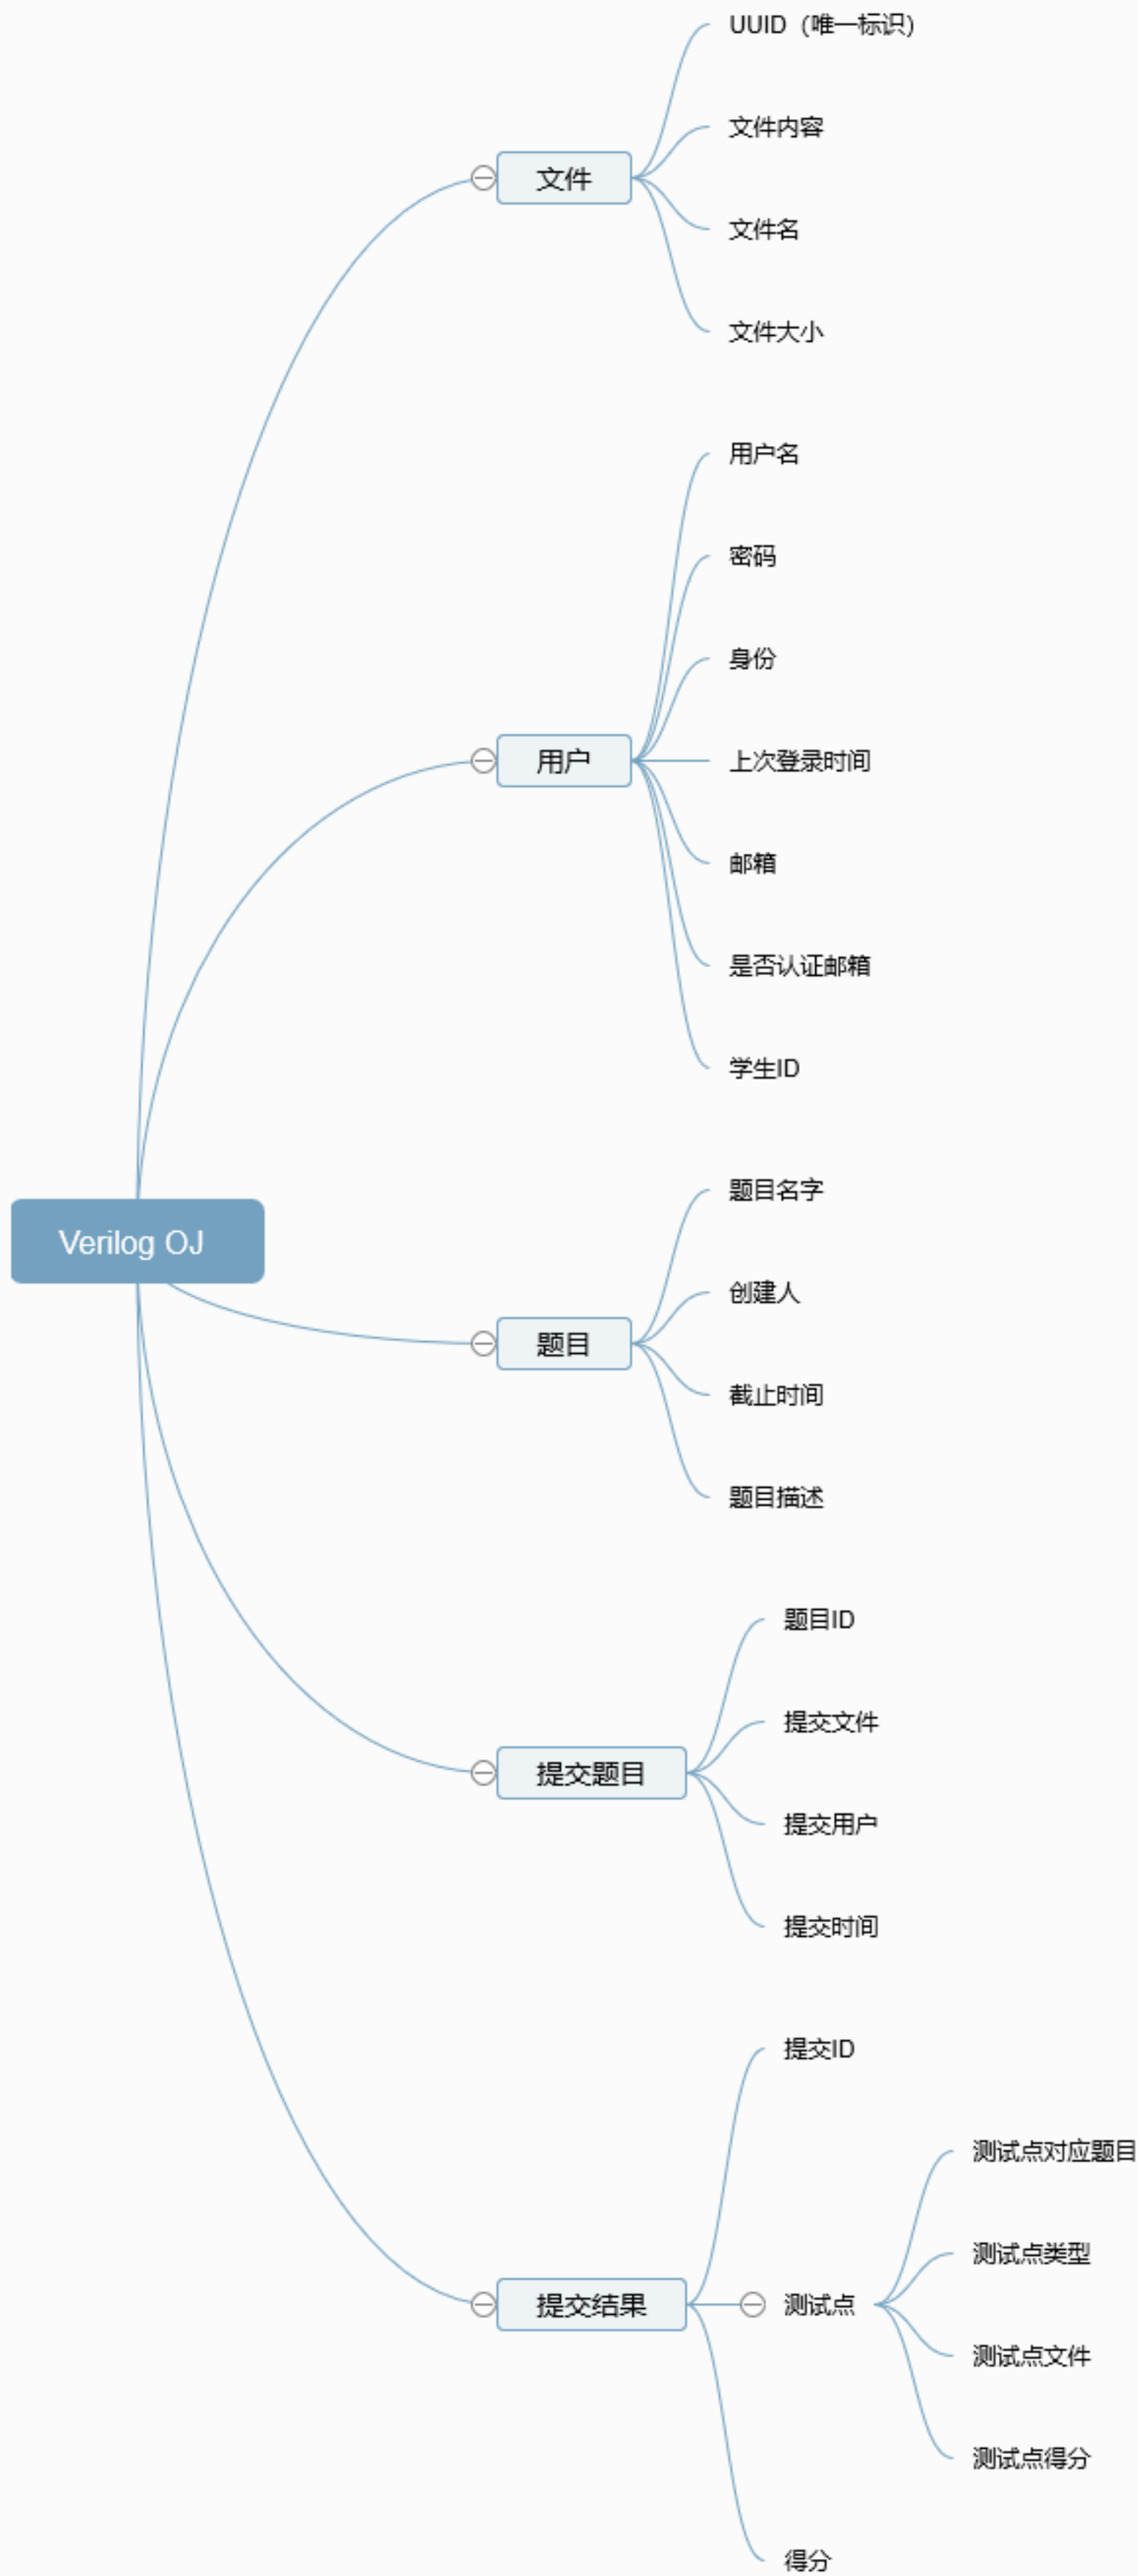 Verilog OJ
文件
UUID（唯一标识）
文件内容
文件名
文件大小
用户
用户名
密码
身份
上次登录时间
邮箱
是否认证邮箱
学生ID
题目
题目名字
创建人
截止时间
题目描述
提交题目
题目ID
提交文件
提交用户
提交时间
提交结果
提交ID
测试点
测试点对应题目
测试点类型
测试点文件
测试点得分
得分